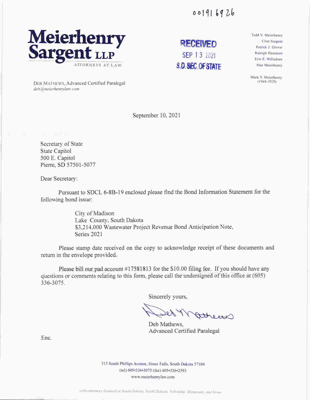 001916926
Meierhenry
Sargent LLP
ATTORNEYS AT LAW
RECEIVED
SEP 13 2021
S.D. SEC. OF STATE
Todd V. Meierhenry
Clint Sargent
Patrick J. Glover
Raleigh Hansman
Erin E. Willadsen
Mark V. Meierhenry
(1944-2020)
DEB MATHEWS, Advanced Certified Paralegal
deb@meierhenrylaw.com
September 10, 2021
Secretary of State
State Capitol
500 E. Capitol
Pierre, SD 57501-5077
Dear Secretary:
Pursuant to SDCL 6-8B-19 enclosed please find the Bond Information Statement for the
following bond issue:
City of Madison
Lake County, South Dakota
$3,214,000 Wastewater Project Revenue Bond Anticipation Note,
Series 2021
Please stamp date received on the copy to acknowledge receipt of these documents and
return in the envelope provided.
Please bill our pad account #17581813 for the $10.00 filing fee. If you should have any
questions or comments relating to this form, please call the undersigned of this office at (605)
336-3075.
Sincerely yours,
Deb Mathews
Deb Mathews,
Advanced Certified Paralegal
Enc.
315 South Phillips Avenue, Sioux Falls, South Dakota 57104
(tel) 605•336•3075 (fax) 605•336•2593
www.meierhenrylaw.com